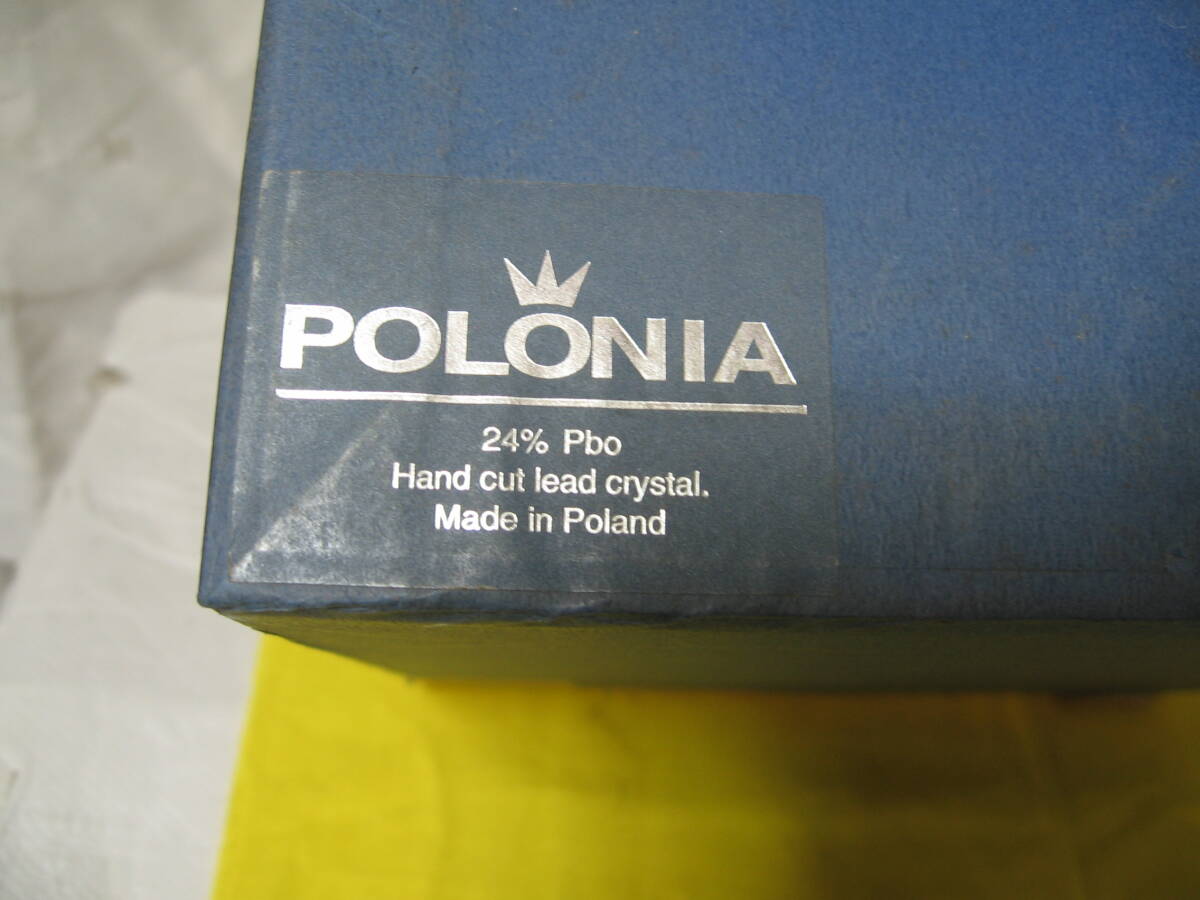 POLONIA
24% Pbo
Hand cut lead crystal.
Made in Poland